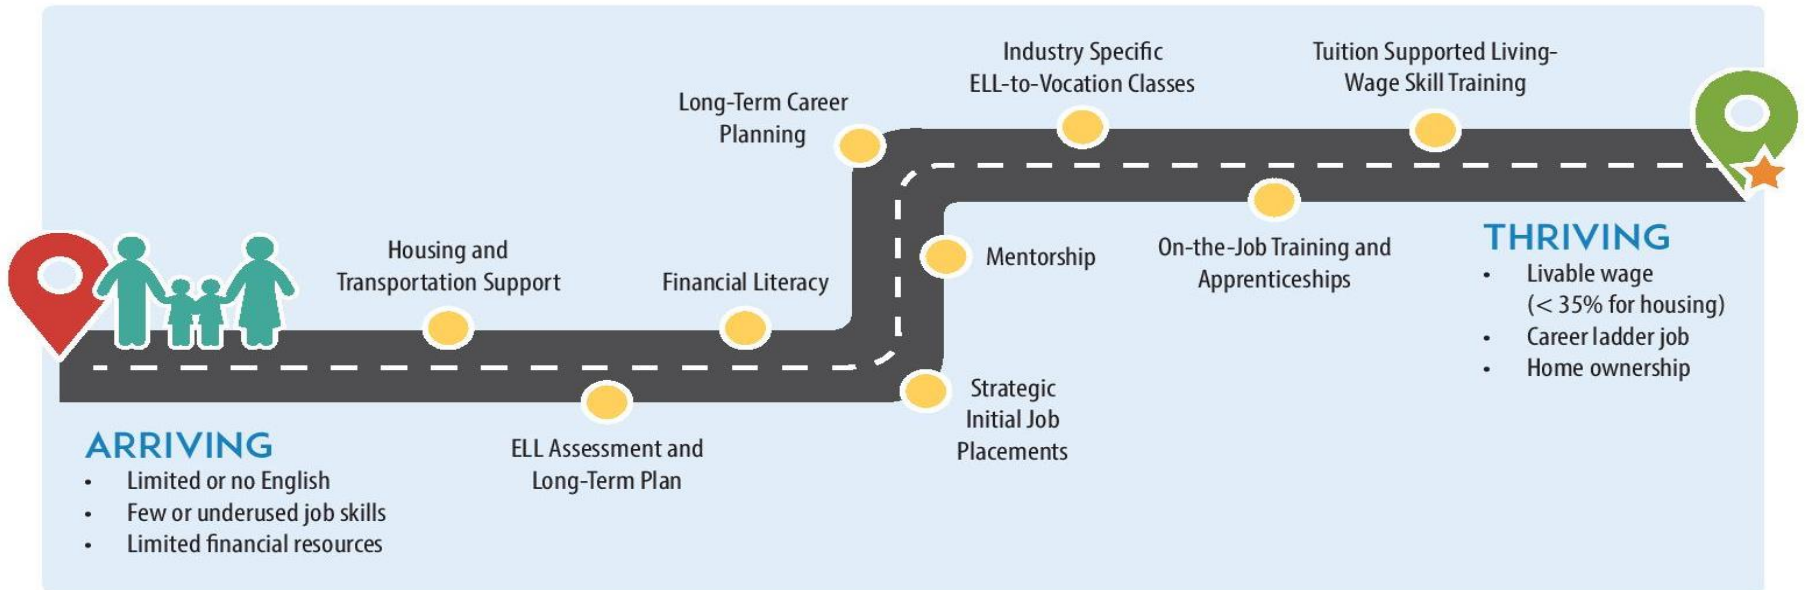 ARRIVING
• Limited or no English
• Few or underused job skills
• Limited financial resources
Housing and
Transportation Support
ELL Assessment and
Long-Term Plan
Financial Literacy
Strategic
Initial Job
Placements
Mentorship
Long-Term Career
Planning
Industry Specific
ELL-to-Vocation Classes
On-the-Job Training and
Apprenticeships
Tuition Supported Living-
Wage Skill Training
THRIVING
• Livable wage
(< 35% for housing)
• Career ladder job
• Home ownership